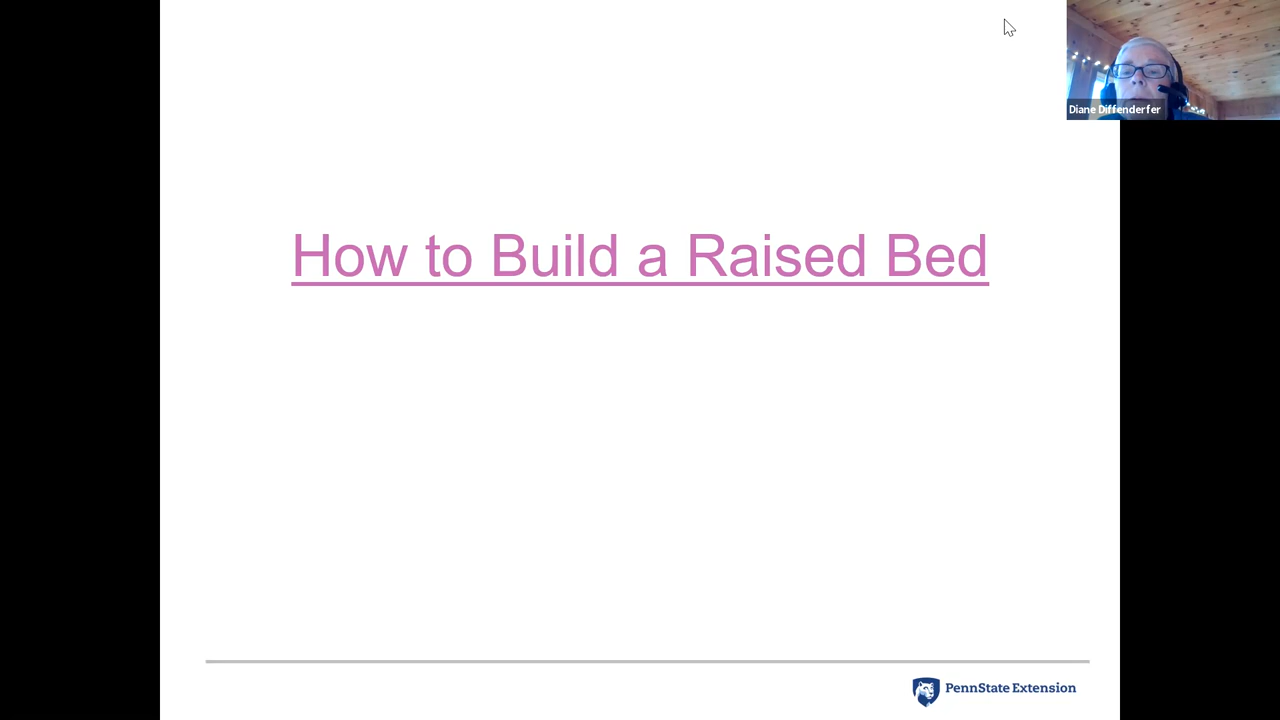 Diane Diffenderfer
How to Build a Raised Bed
PennState Extension